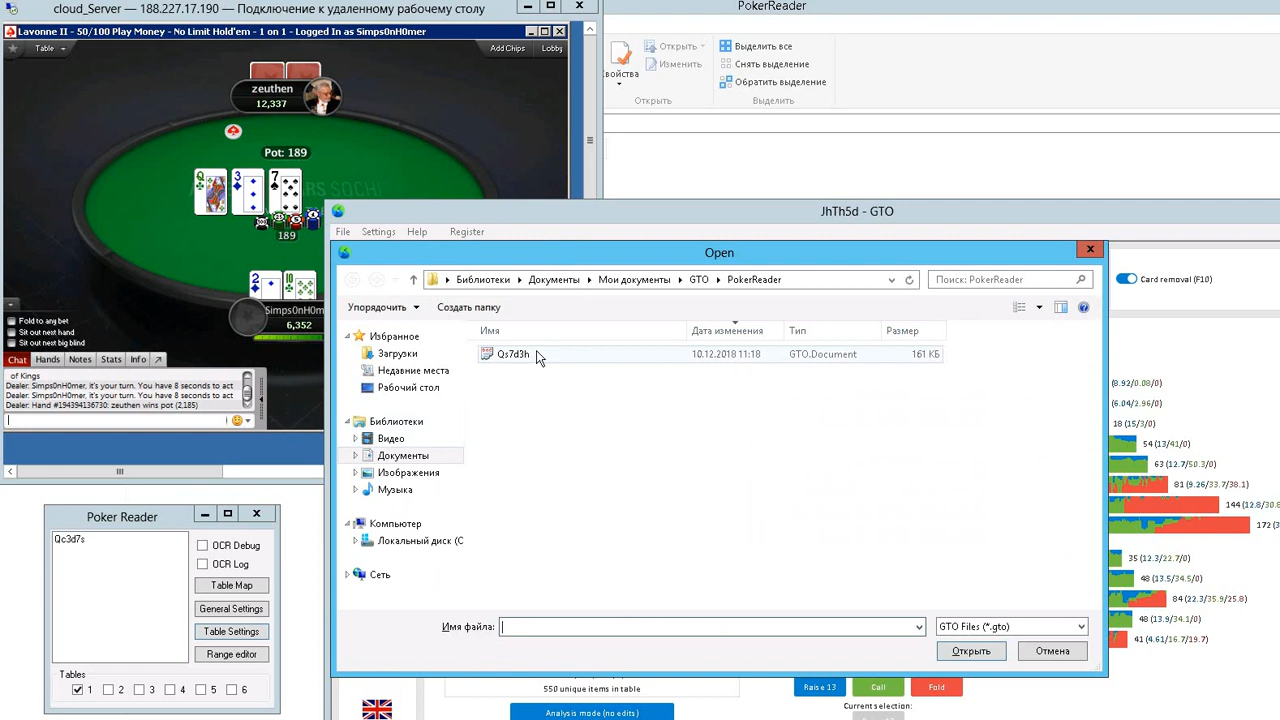 cloud_Server — 188.227.17.190 — Подключение к удаленному рабочему столу
PokerReader
Lavonne II - 50/100 Play Money - No Limit Hold'em - 1 on 1 - Logged In as Simps0nH0mer
Table
Add Chips
Lobby
zeuthen
12,337
Pot: 189
Q
3
7
189
2
10
Simps0nH0m
6,352
Fold to any bet
Sit out next hand
Sit out next big blind
Chat
Hands
Notes
Stats
Info
of Kings
Dealer: Simps0nH0mer, it's your turn. You have 8 seconds to act
Dealer: Simps0nH0mer, it's your turn. You have 8 seconds to act
Dealer: Hand #194394136730: zeuthen wins pot (2,185)
Свойства
Открыть
Изменить
Открыть
Выделить все
Снять выделение
Обратить выделение
Выделить
JhTh5d - GTO
File
Settings
Help
Register
Open
Библиотеки
Документы
Мои документы
GTO
PokerReader
Поиск: PokerReader
Упорядочить
Создать папку
Избранное
Загрузки
Недавние места
Рабочий стол
Библиотеки
Видео
Документы
Изображения
Музыка
Компьютер
Локальный диск (C
Сеть
Имя
Дата изменения
Тип
Размер
Qs7d3h
10.12.2018 11:18
GTO.Document
161 КБ
Имя файла:
GTO Files (*.gto)
Открыть
Отмена
Card removal (F10)
(8.92/0.08/0)
(6.04/2.96/0)
18 (15/3/0)
54 (13/41/0)
63 (12.7/50.3/0)
81 (9.26/33.7/38.1)
144 (12.8/30.8
172 (3
35 (12.3/22.7/0)
48 (13.5/34.5/0)
84 (22.3/35.9/25.8)
48 (13.9/34.1/0)
41 (4.61/16.7/19.7)
550 unique items in table
Analysis mode (no edits)
Raise 13
Call
Fold
Current selection:
Poker Reader
Qc3d7s
OCR Debug
OCR Log
Table Map
General Settings
Table Settings
Range editor
Tables
1
2
3
4
5
6